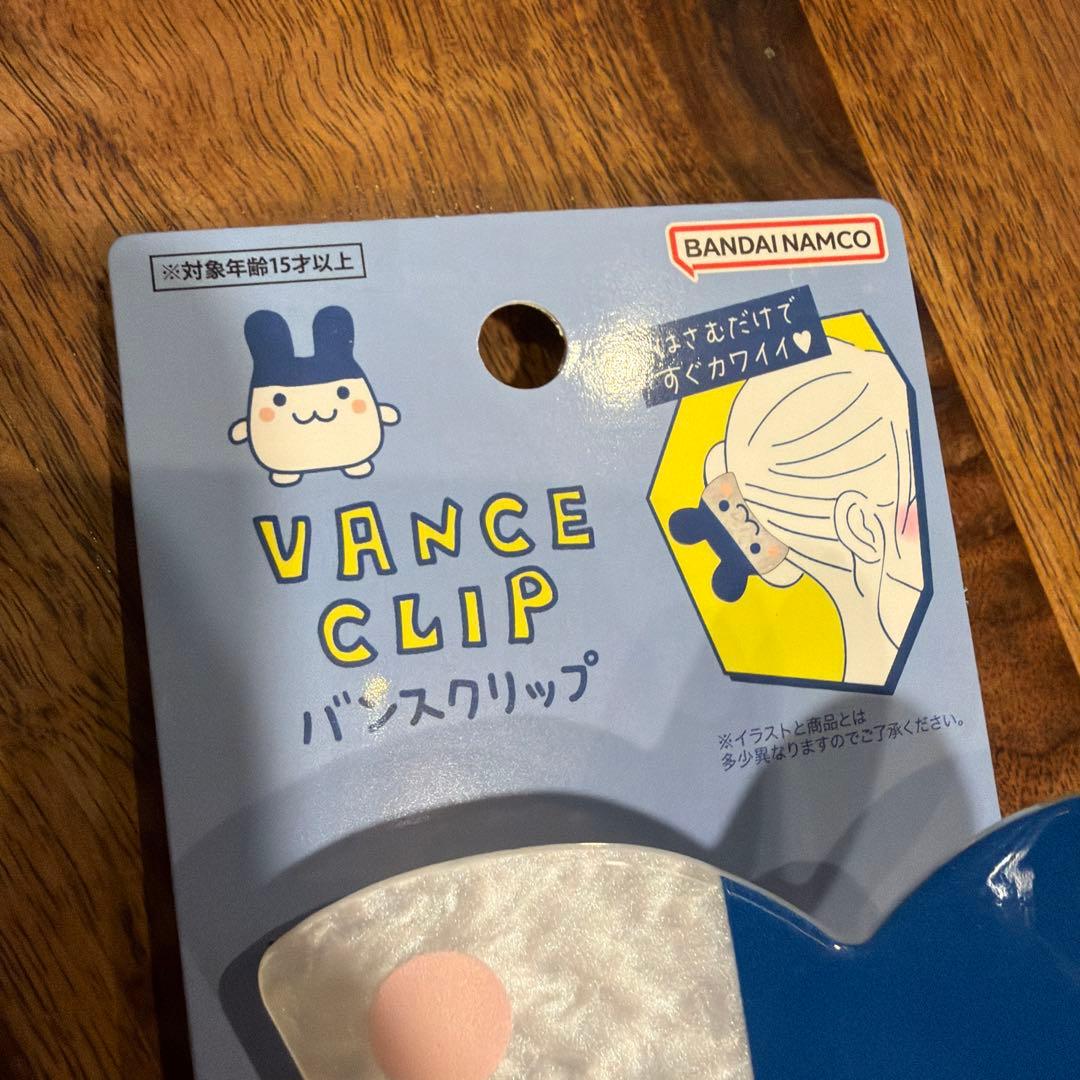 ※対象年齢15才以上
BANDAI NAMCO
はさむだけで
すぐカワイイ♥
VANCE
CLIP
バンスクリップ
※イラストと商品とは
多少異なりますのでご了承ください。